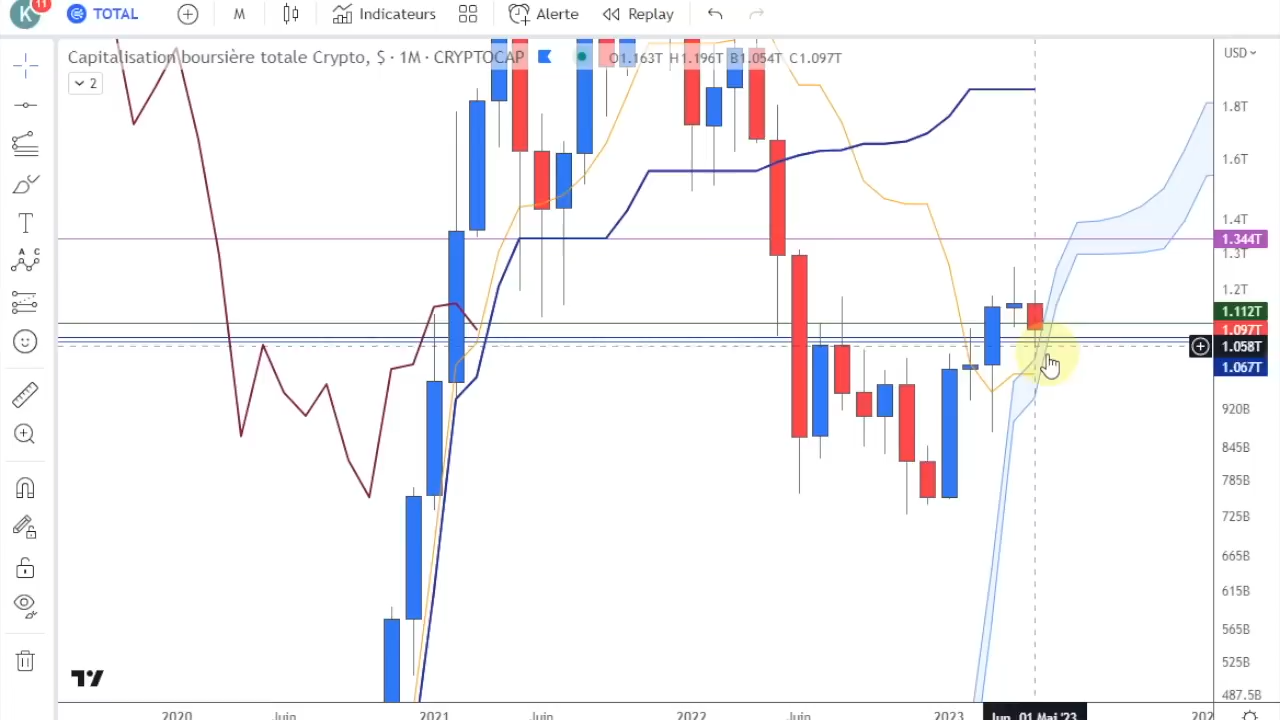 K 11 TOTAL M Indicateurs Alerte Replay
Capitalisation boursière totale Crypto, $ · 1M · CRYPTOCAP O1.163T H1.196T B1.054T C1.097T
USD
2
1.8T
1.6T
1.4T
1.344T
1.3T
1.2T
1.112T
1.097T
1.058T
1.067T
920B
845B
785B
725B
665B
615B
565B
525B
487.5B
T
A C
B
2020 Juin 2021 Juin 2022 Juin 2023 lun. 01 Mai '23